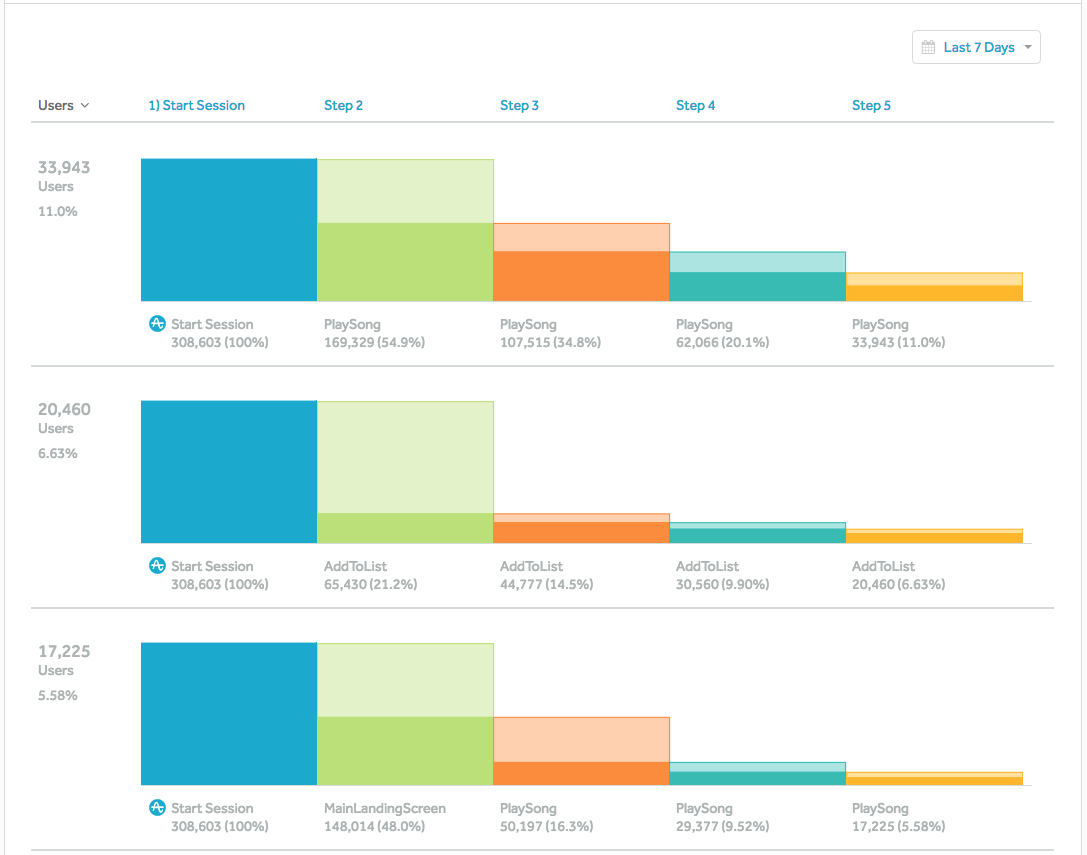 Last 7 Days
Users 1) Start Session Step 2 Step 3 Step 4 Step 5
33,943
Users
11.0%
Start Session PlaySong PlaySong PlaySong PlaySong
308,603 (100%) 169,329 (54.9%) 107,515 (34.8%) 62,066 (20.1%) 33,943 (11.0%)
20,460
Users
6.63%
Start Session AddToList AddToList AddToList AddToList
308,603 (100%) 65,430 (21.2%) 44,777 (14.5%) 30,560 (9.90%) 20,460 (6.63%)
17,225
Users
5.58%
Start Session MainLandingScreen PlaySong PlaySong PlaySong
308,603 (100%) 148,014 (48.0%) 50,197 (16.3%) 29,377 (9.52%) 17,225 (5.58%)